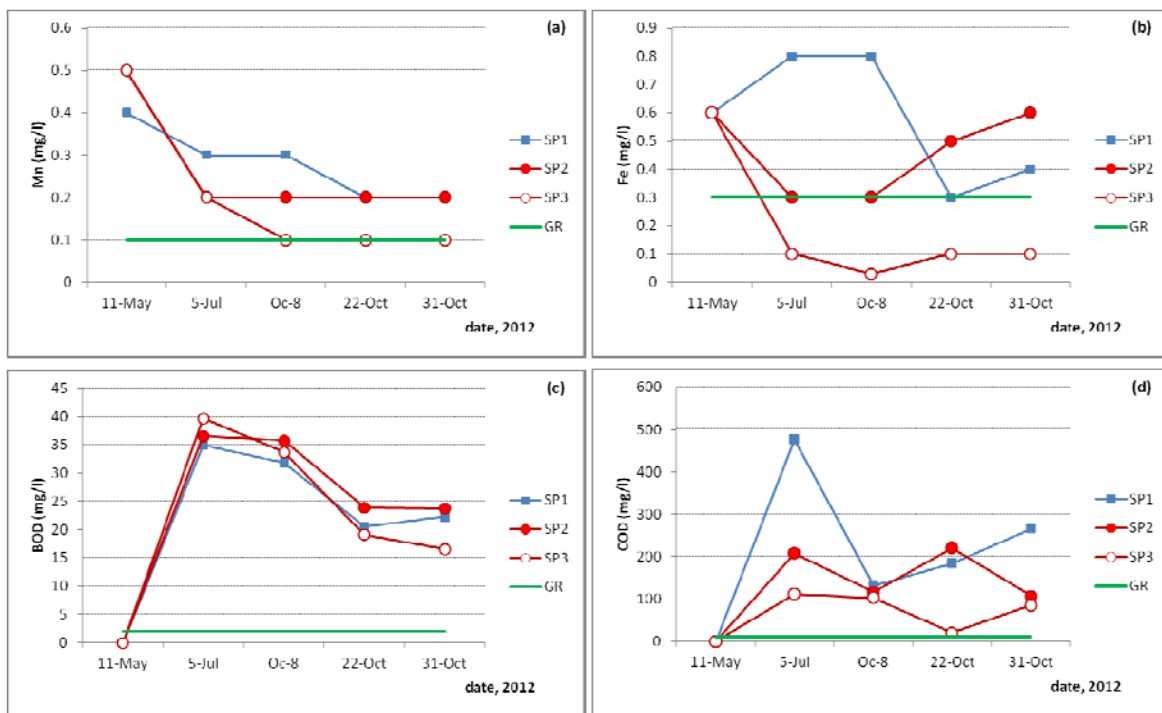 (a)
Mn (mg/l)
0.6
0.5
0.4
0.3
0.2
0.1
0
11-May 5-Jul Oc-8 22-Oct 31-Oct
date, 2012
SP1
SP2
SP3
GR
(b)
Fe (mg/l)
0.9
0.8
0.7
0.6
0.5
0.4
0.3
0.2
0.1
0
11-May 5-Jul Oc-8 22-Oct 31-Oct
date, 2012
SP1
SP2
SP3
GR
(c)
BOD (mg/l)
45
40
35
30
25
20
15
10
5
0
11-May 5-Jul Oc-8 22-Oct 31-Oct
date, 2012
SP1
SP2
SP3
GR
(d)
COD (mg/l)
600
500
400
300
200
100
0
11-May 5-Jul Oc-8 22-Oct 31-Oct
date, 2012
SP1
SP2
SP3
GR